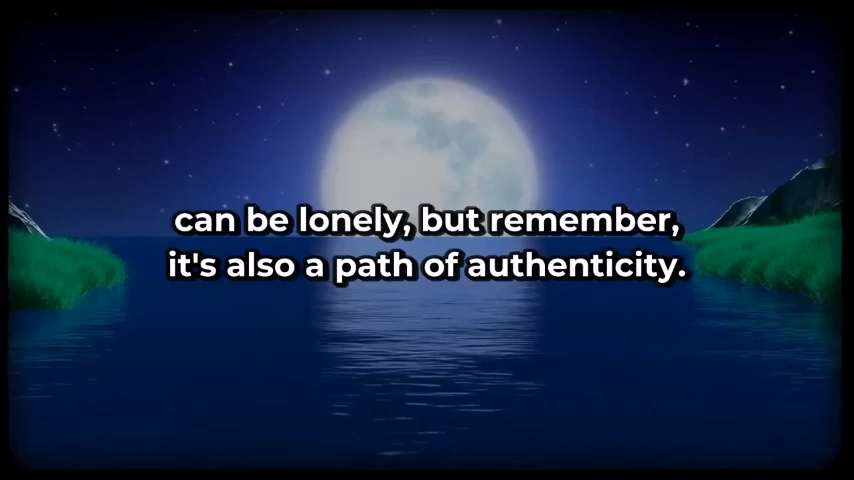 can be lonely, but remember,
it's also a path of authenticity.